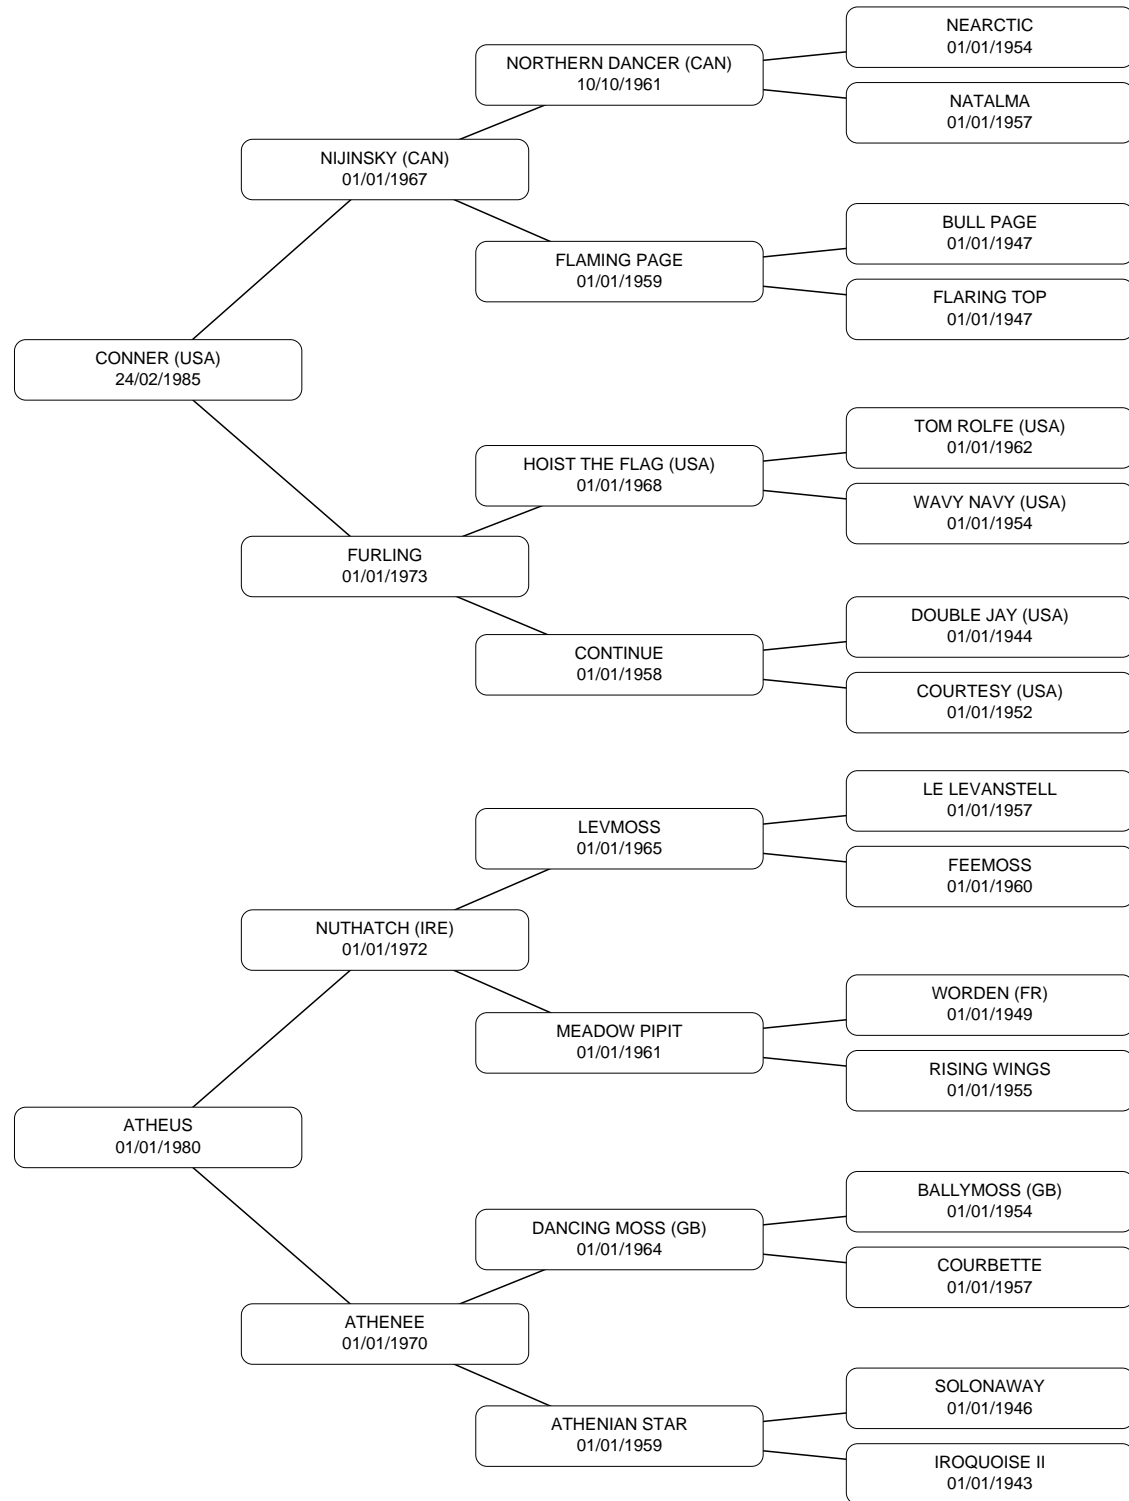 NEARCTIC
01/01/1954
NORTHERN DANCER (CAN)
10/10/1961
NATALMA
01/01/1957
NIJINSKY (CAN)
01/01/1967
BULL PAGE
01/01/1947
FLAMING PAGE
01/01/1959
FLARING TOP
01/01/1947
CONNER (USA)
24/02/1985
TOM ROLFE (USA)
01/01/1962
HOIST THE FLAG (USA)
01/01/1968
WAVY NAVY (USA)
01/01/1954
FURLING
01/01/1973
DOUBLE JAY (USA)
01/01/1944
CONTINUE
01/01/1958
COURTESY (USA)
01/01/1952
LE LEVANSTELL
01/01/1957
LEVMOSS
01/01/1965
FEEMOSS
01/01/1960
NUTHATCH (IRE)
01/01/1972
WORDEN (FR)
01/01/1949
MEADOW PIPIT
01/01/1961
RISING WINGS
01/01/1955
ATHEUS
01/01/1980
BALLYMOSS (GB)
01/01/1954
DANCING MOSS (GB)
01/01/1964
COURBETTE
01/01/1957
ATHENEE
01/01/1970
SOLONAWAY
01/01/1946
ATHENIAN STAR
01/01/1959
IROQUOISE II
01/01/1943